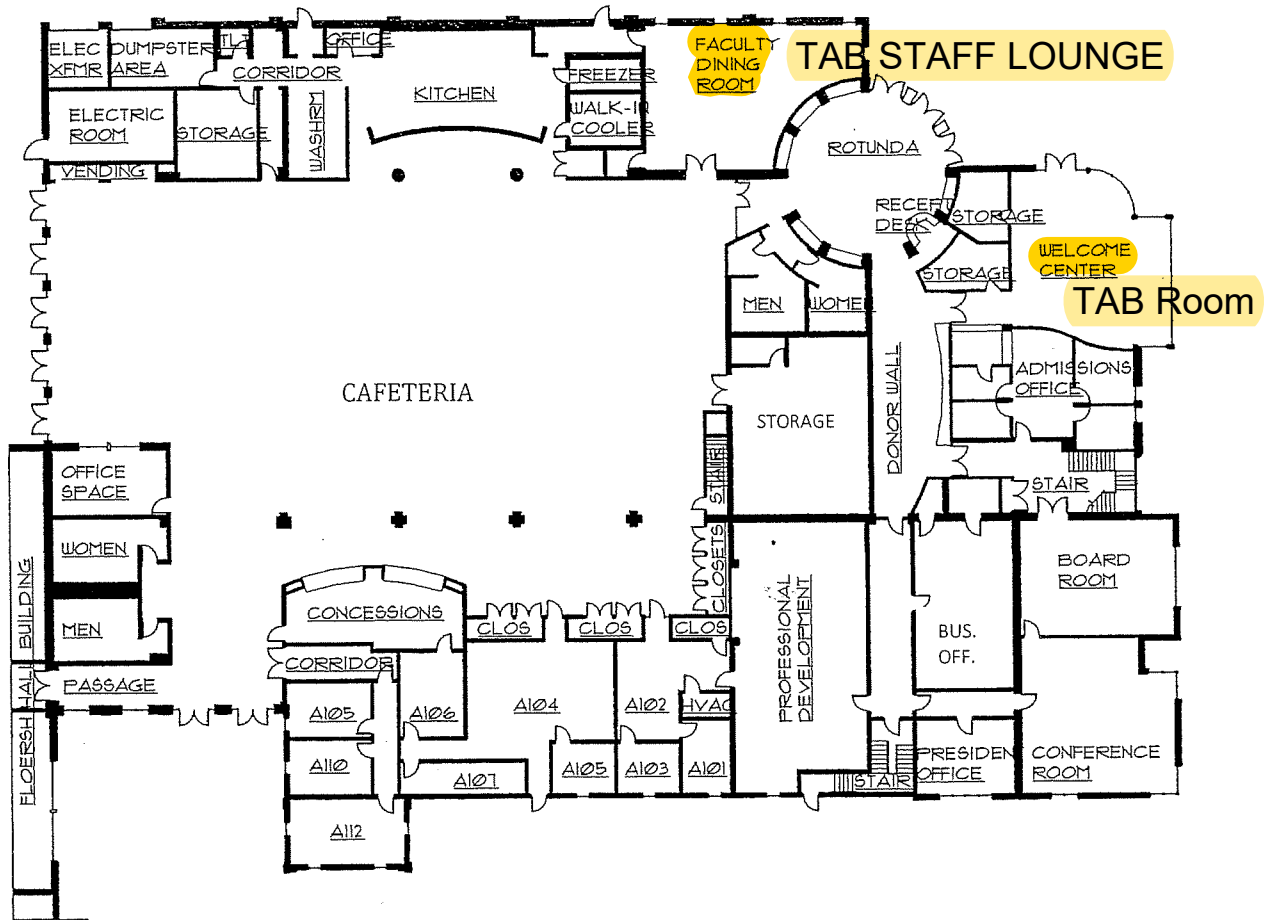 ELEC
XFMR
DUMPSTER
AREA
TLT
OFFICE
CORRIDOR
FACULTY
DINING
ROOM
TAB STAFF LOUNGE
KITCHEN
FREEZER
WALK-IN
COOLER
ELECTRIC
ROOM
STORAGE
WASHRM
VENDING
ROTUNDA
RECEPT
DESK
STORAGE
STORAGE
WELCOME
CENTER
TAB Room
MEN
WOMEN
CAFETERIA
STORAGE
DONOR WALL
ADMISSIONS
OFFICE
STAIR
STAIR
OFFICE
SPACE
WOMEN
MEN
PASSAGE
FLOERSH HALL BUILDING
CONCESSIONS
CLOS
CLOS
CLOS
CLOSETS
PROFESSIONAL
DEVELOPMENT
BUS.
OFF.
BOARD
ROOM
CORRIDOR
A105
A106
A104
A102
HVAC
A110
A107
A105
A103
A101
STAIR
PRESIDEN
OFFICE
CONFERENCE
ROOM
A112